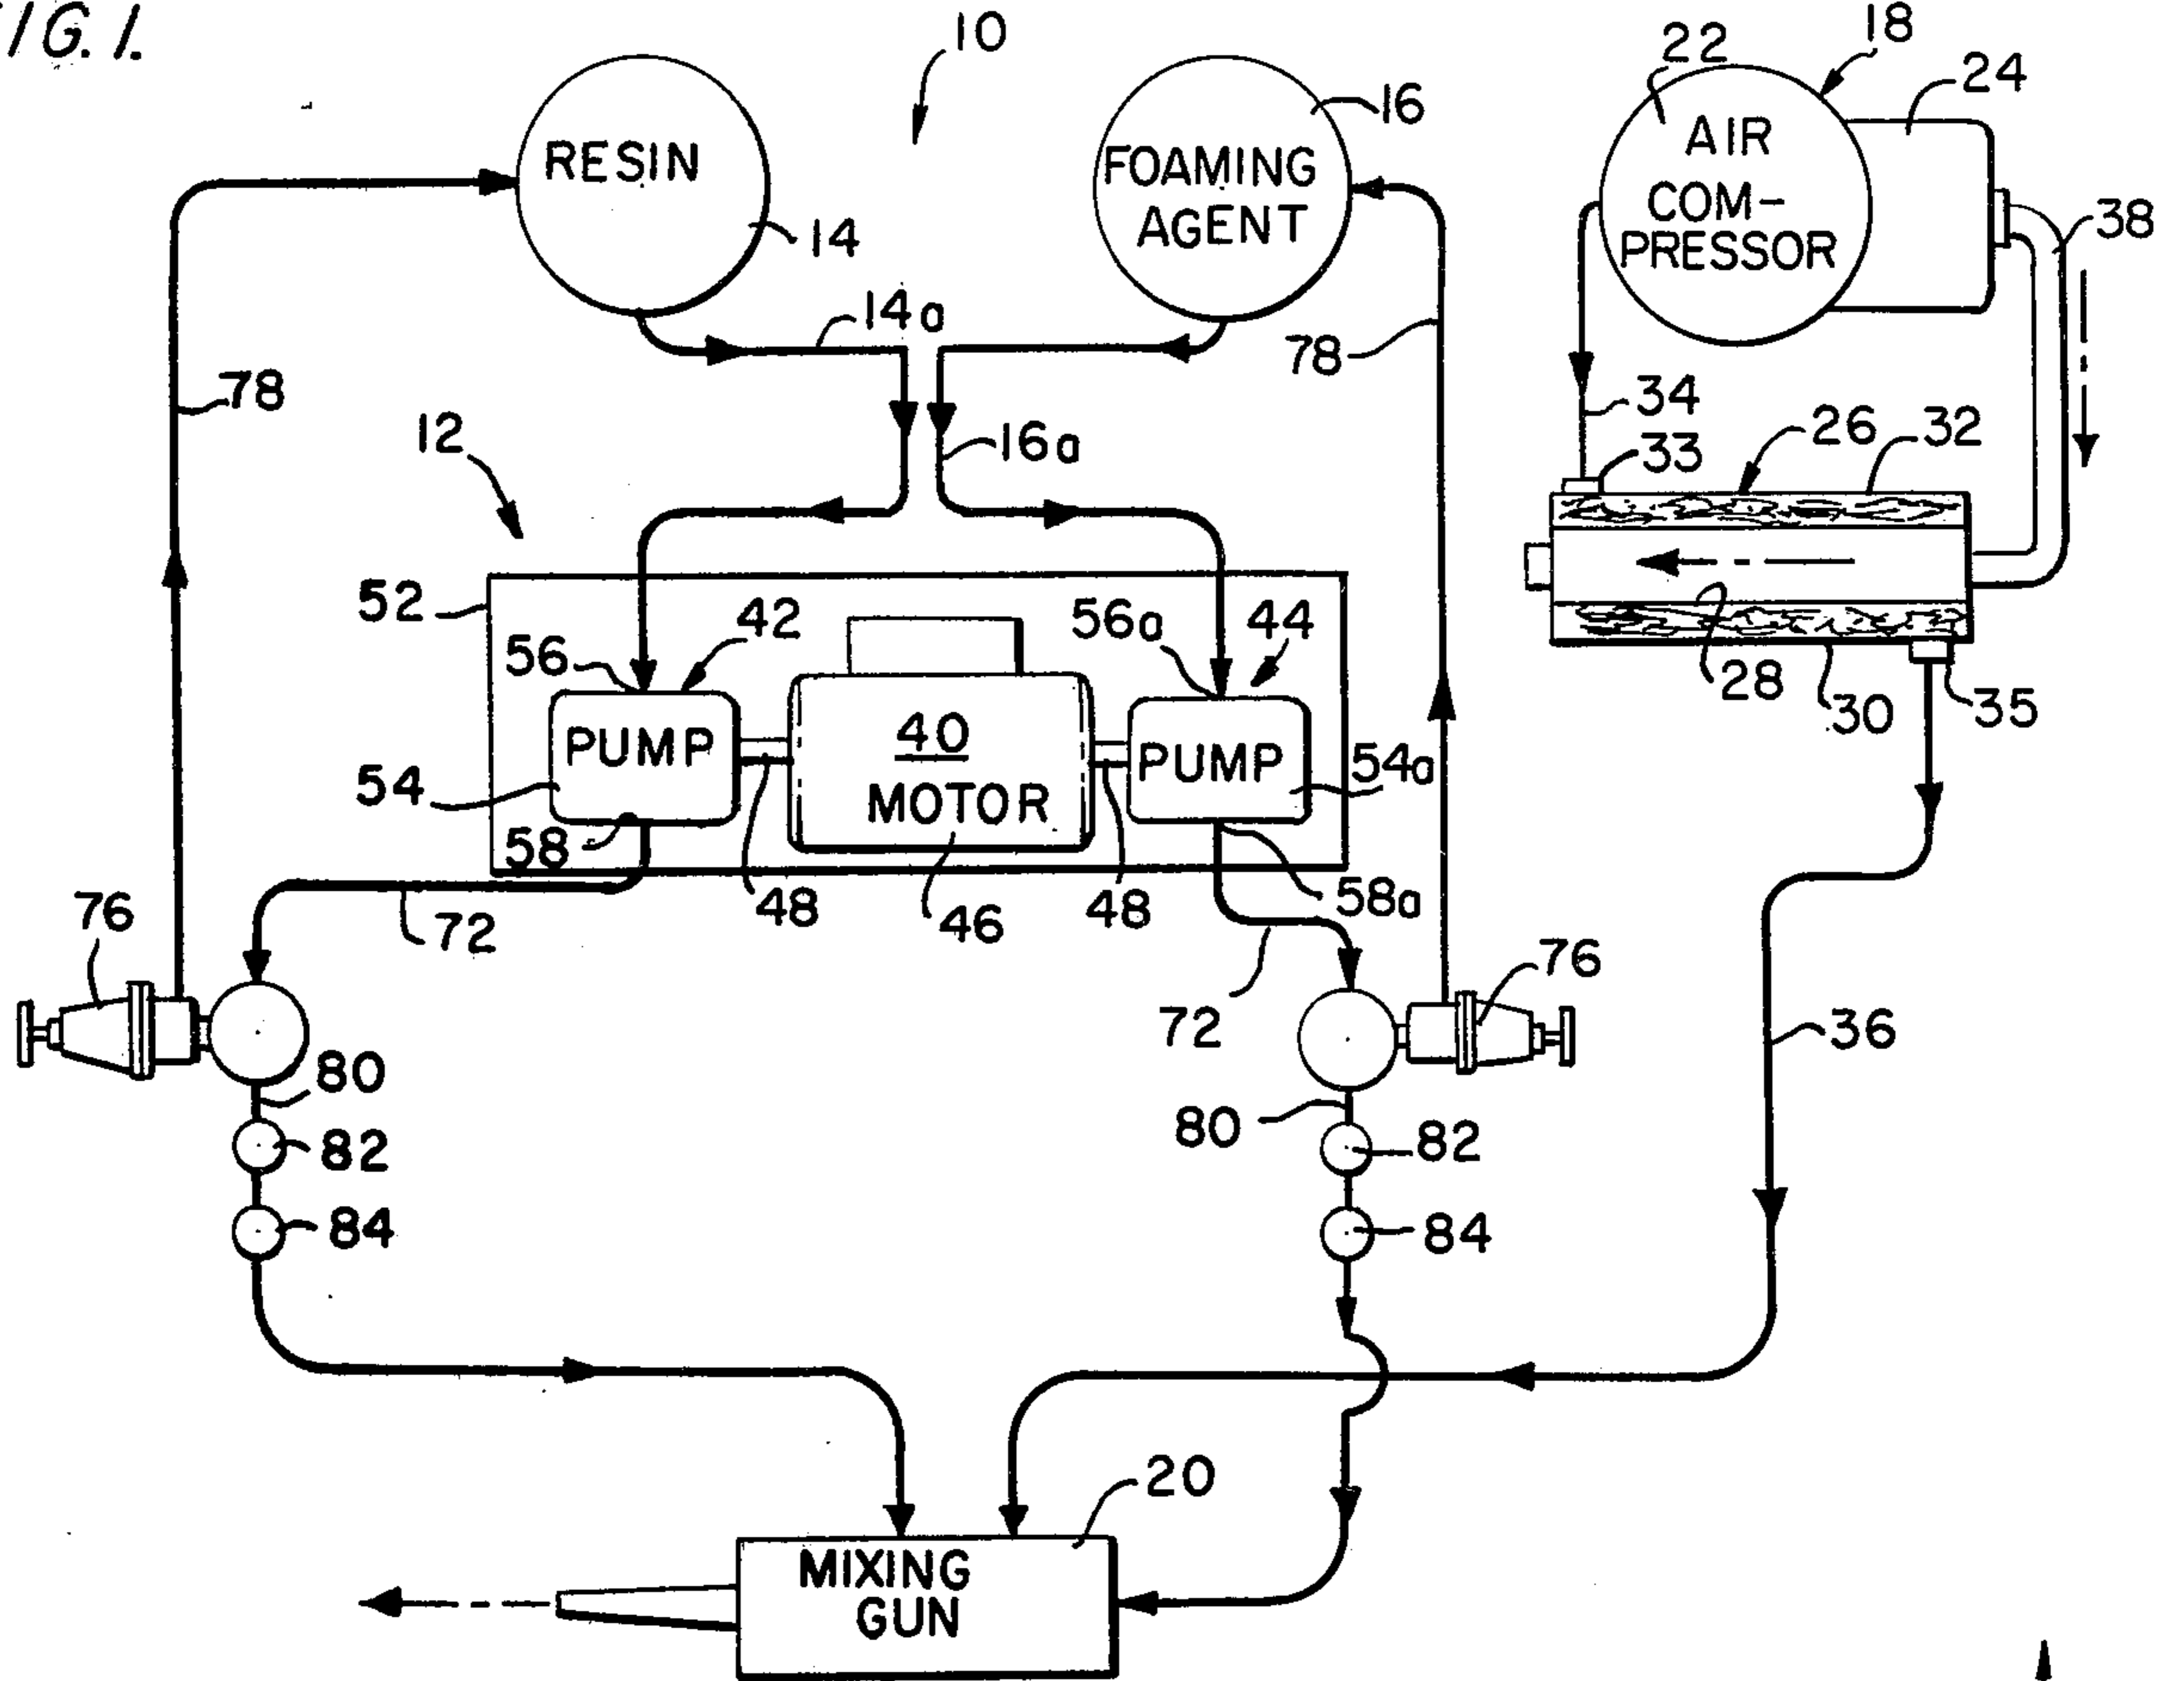 FIG. 1.
10
22
18
24
16
RESIN
FOAMING
AGENT
AIR
COM-
PRESSOR
14
38
14a
78
78
34
12
16a
33
26
32
52
42
56
56a
44
28
30
35
PUMP
40
MOTOR
PUMP
54
54a
58
48
46
48
58a
76
72
72
76
36
80
80
82
82
84
84
20
MIXING
GUN